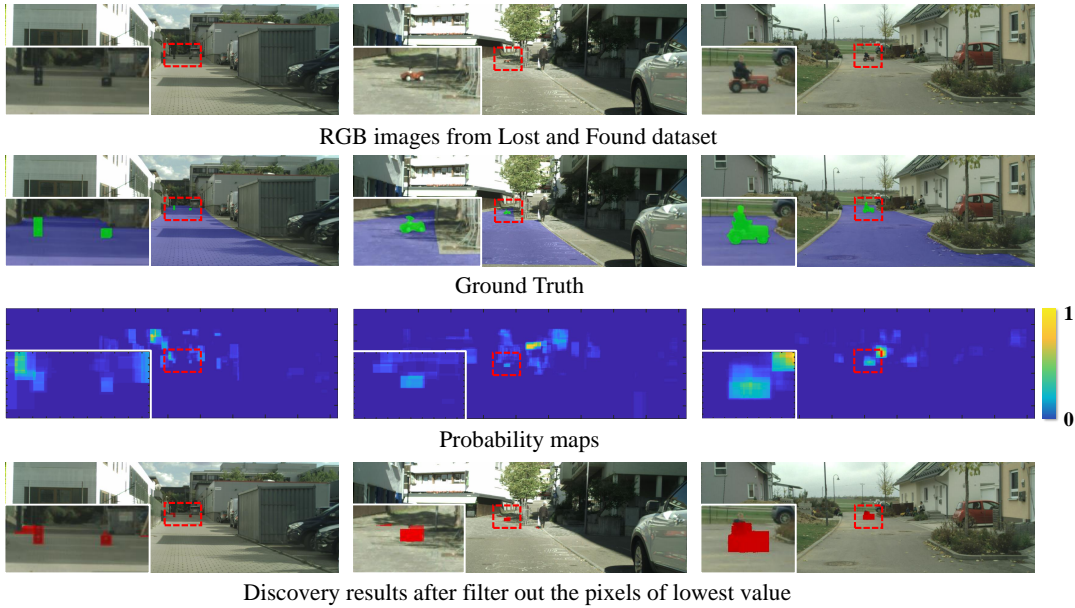 RGB images from Lost and Found dataset
Ground Truth
1
0
Probability maps
Discovery results after filter out the pixels of lowest value